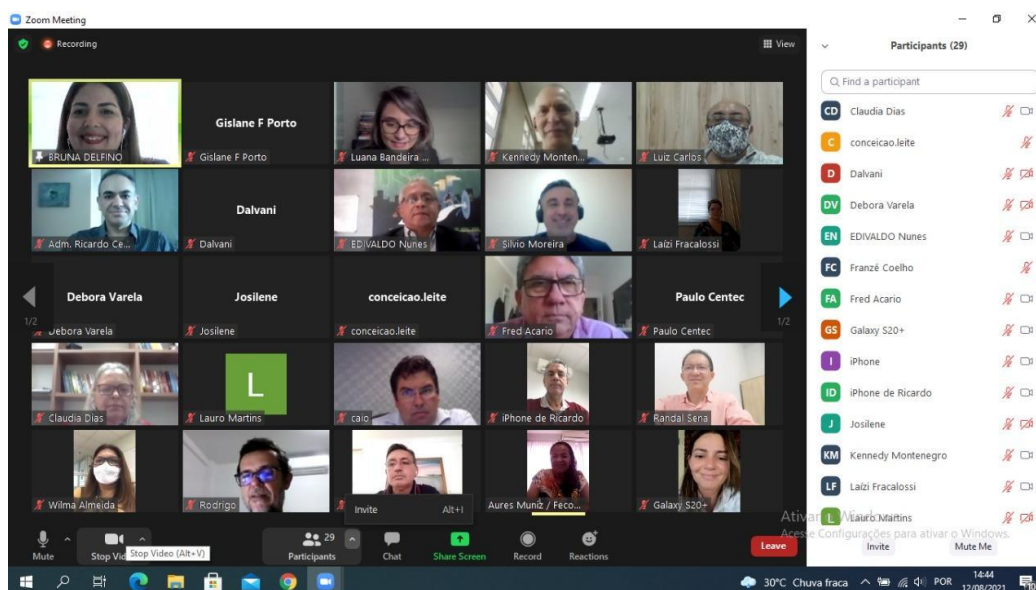 Zoom Meeting
Recording
View
BRUNA DELFINO
Gislane F Porto
Gislane F Porto
Luana Bandeira ...
Kennedy Monten...
Luiz Carlos
Adm. Ricardo Ce...
Dalvani
Dalvani
EDIVALDO Nunes
Silvio Moreira
Laízi Fracalossi
Debora Varela
Debora Varela
Josilene
Josilene
conceicao.leite
conceicao.leite
Fred Acario
Paulo Centec
Paulo Centec
1/2
1/2
Claudia Dias
L
Lauro Martins
caio
iPhone de Ricardo
Randal Sena
Wilma Almeida
Rodrigo
Invite Alt+I
Aures Muniz / Feco...
Galaxy S20+
Mute
Stop Vid
Stop Video (Alt+V)
29
Participants
Chat
Share Screen
Record
Reactions
Leave
Participants (29)
Find a participant
CD Claudia Dias
C conceicao.leite
D Dalvani
DV Debora Varela
EN EDIVALDO Nunes
FC Franzé Coelho
FA Fred Acario
GS Galaxy S20+
I iPhone
ID iPhone de Ricardo
J Josilene
KM Kennedy Montenegro
LF Laízi Fracalossi
L Lauro Martins
Ativar o Windows
Acesse Configurações para ativar o Windows.
Invite
Mute Me
30°C Chuva fraca
POR
14:44
12/08/2021